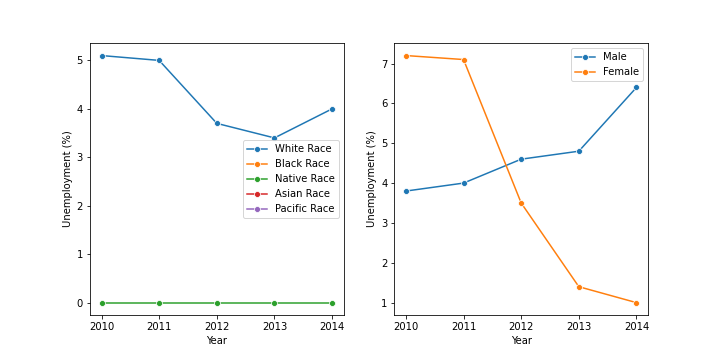 5
4
3
2
1
0
Unemployment (%)
White Race
Black Race
Native Race
Asian Race
Pacific Race
2010 2011 2012 2013 2014
Year
7
6
5
4
3
2
1
Unemployment (%)
Male
Female
2010 2011 2012 2013 2014
Year